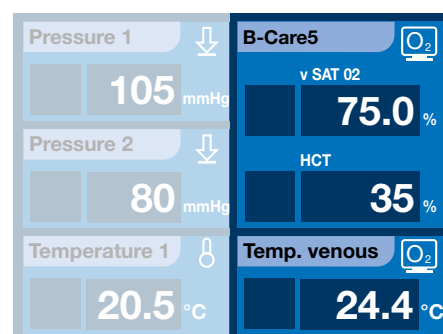 Pressure 1
105 mmHg
Pressure 2
80 mmHg
Temperature 1
20.5 °C
B-Care5 O₂
v SAT 02
75.0 %
HCT
35 %
Temp. venous O₂
24.4 °C